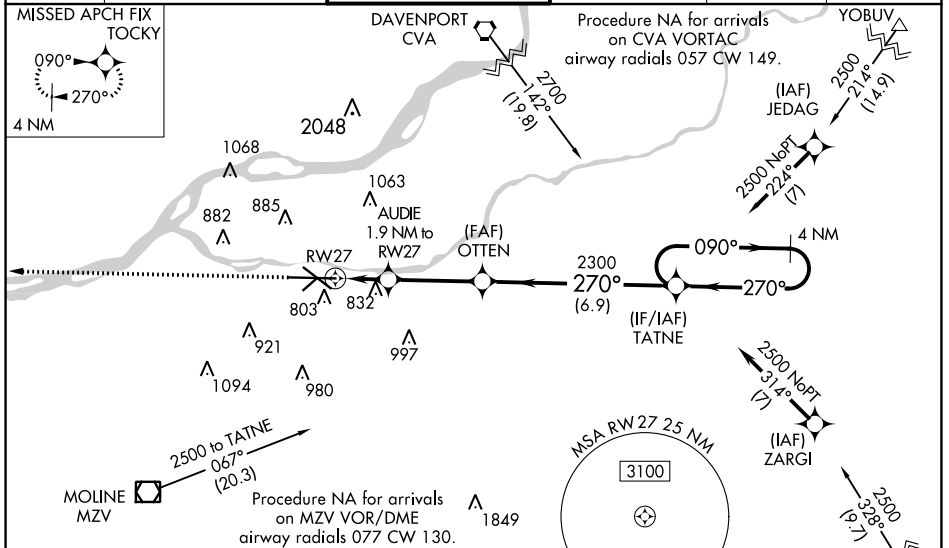 MISSED APCH FIX
TOCKY
090°
270°
4 NM
DAVENPORT
CVA
2700
142°
(19.8)
Procedure NA for arrivals
on CVA VORTAC
airway radials 057 CW 149.
YOBUV
2500
214°
(14.9)
(IAF)
JEDAG
2500 NoPT
224°
(7)
2048
1068
1063
882
885
AUDIE
1.9 NM to
RW27
RW27
(FAF)
OTTEN
2300
270°
(6.9)
090°
4 NM
270°
(IF/IAF)
TATNE
803
832
921
997
1094
980
2500 NoPT
314°
(7)
(IAF)
ZARGI
2500 to TATNE
067°
(20.3)
MOLINE
MZV
Procedure NA for arrivals
on MZV VOR/DME
airway radials 077 CW 130.
1849
MSA RW27 25 NM
3100
2500
328°
(9.7)